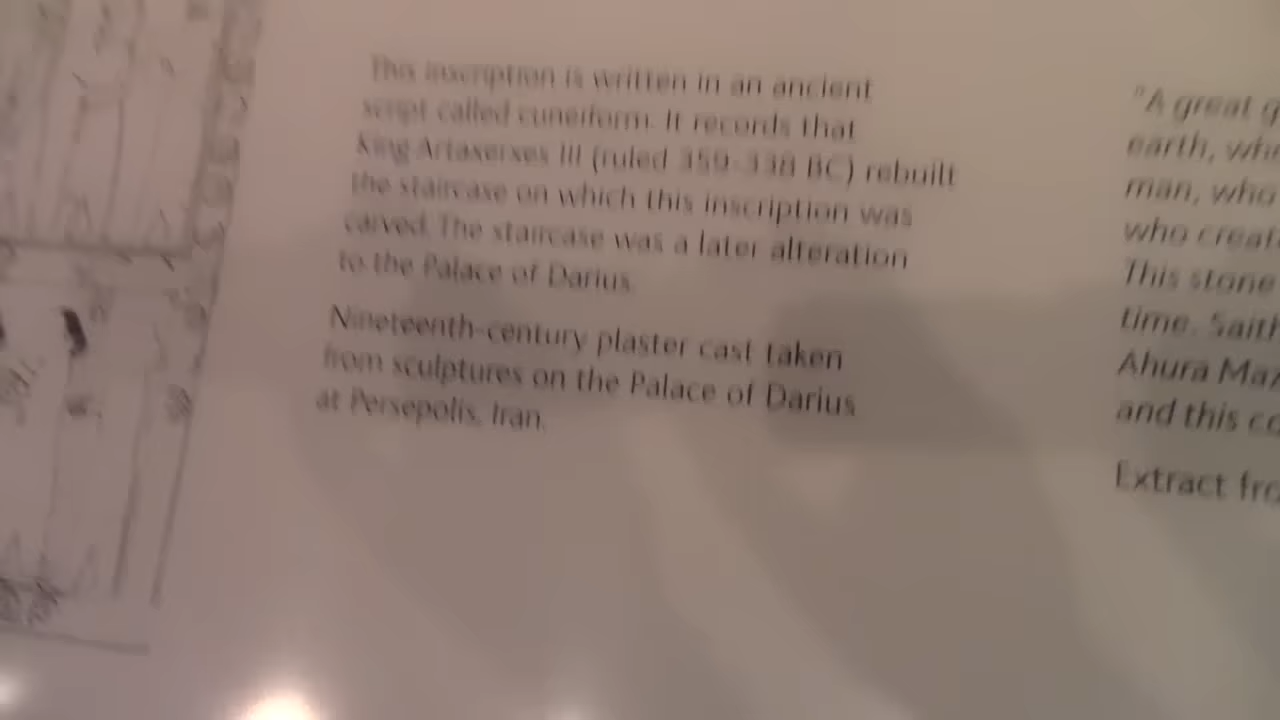 This inscription is written in an ancient
script called cuneiform. It records that
King Artaxerxes III (ruled 359-338 BC) rebuilt
the staircase on which this inscription was
carved. The staircase was a later alteration
to the Palace of Darius.
Nineteenth-century plaster cast taken
from sculptures on the Palace of Darius
at Persepolis, Iran.
"A great
earth,
man, who
who
This stone
time. Saith
Ahura
and this
Extract